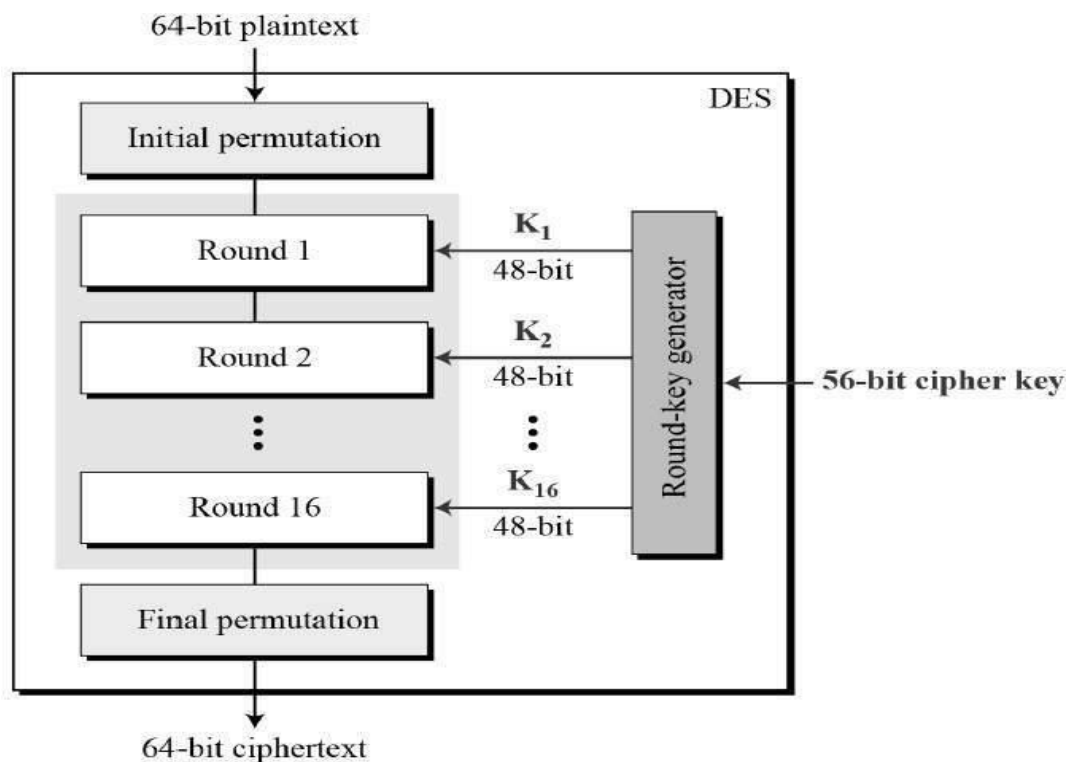 64-bit plaintext
DES
Initial permutation
Round 1
K₁
48-bit
Round 2
K₂
48-bit
Round-key generator
56-bit cipher key
Round 16
K₁₆
48-bit
Final permutation
64-bit ciphertext